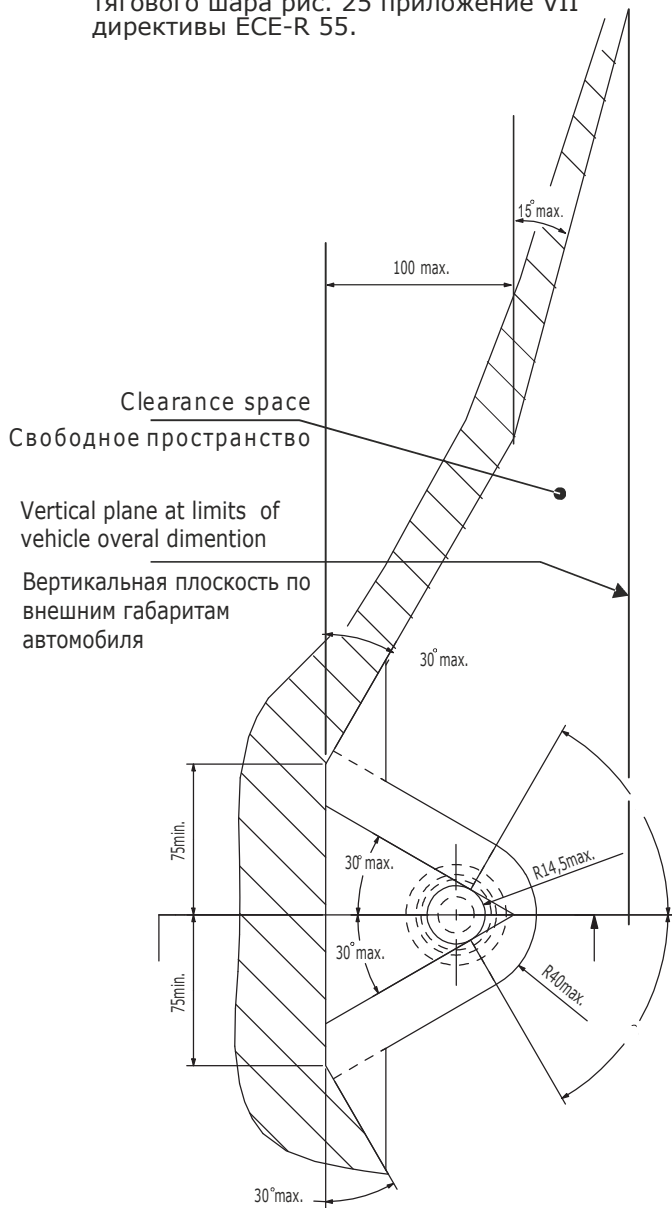 тягового шара рис. 25 приложение VII
директивы ECE-R 55.
15°max.
100 max.
Clearance space
Свободное пространство
Vertical plane at limits of
vehicle overal dimention
Вертикальная плоскость по
внешним габаритам
автомобиля
30°max.
75min.
30°max.
R14,5max.
30°max.
75min.
R40max.
30°max.